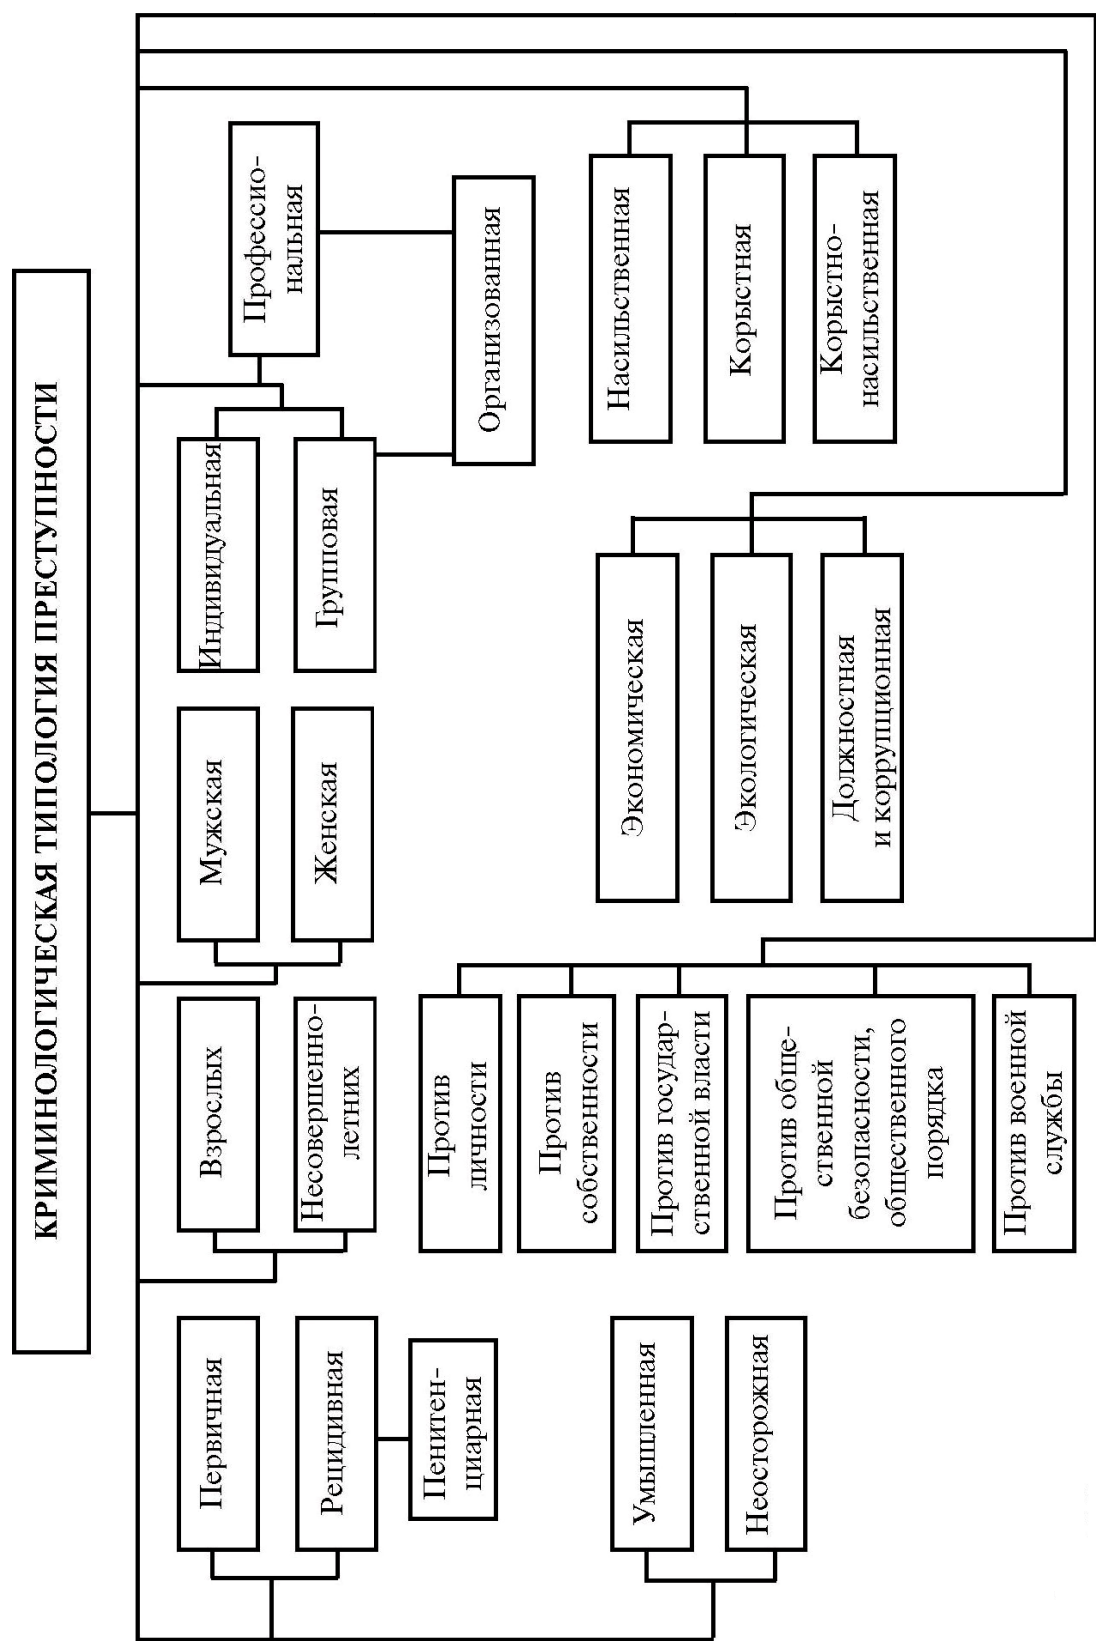 КРИМИНОЛОГИЧЕСКАЯ ТИПОЛОГИЯ ПРЕСТУПНОСТИ
Первичная
Рецидивная
Пенитен-
циарная
Взрослых
Несовершенно-
летних
Мужская
Женская
Индивидуальная
Групповая
Профессио-
нальная
Организованная
Умышленная
Неосторожная
Против
личности
Против
собственности
Против государ-
ственной власти
Против обще-
ственной
безопасности,
общественного
порядка
Против военной
службы
Экономическая
Экологическая
Должностная
и коррупционная
Насильственная
Корыстная
Корыстно-
насильственная